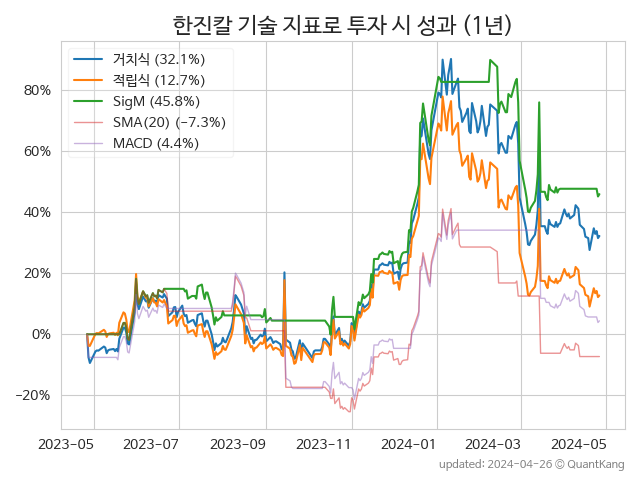 한진칼 기술 지표로 투자 시 성과 (1년)
거치식 (32.1%)
적립식 (12.7%)
SigM (45.8%)
SMA(20) (−7.3%)
MACD (4.4%)
80%
60%
40%
20%
0%
−20%
2023-05 2023-07 2023-09 2023-11 2024-01 2024-03 2024-05
updated: 2024-04-26 © QuantKang